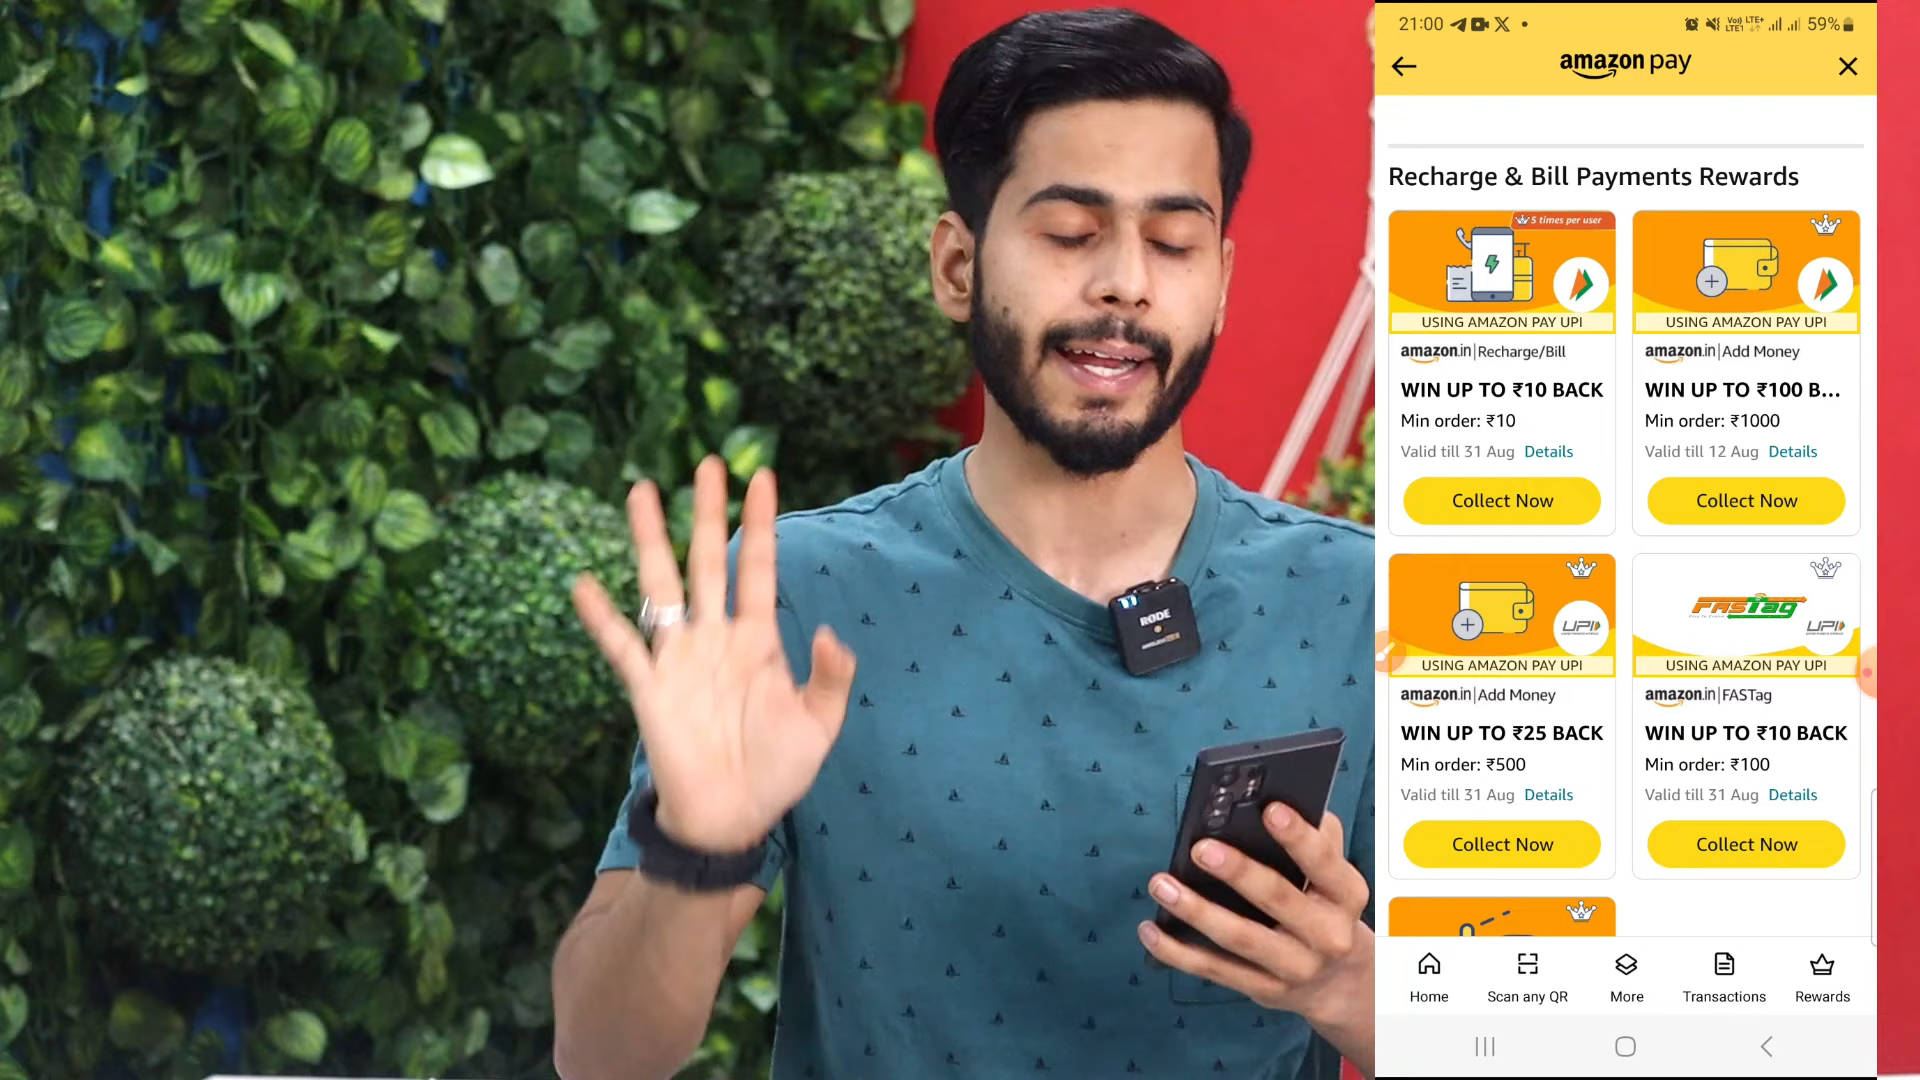 21:00
Vo)) LTE+
LTE1
59%
amazon pay
Recharge & Bill Payments Rewards
5 times per user
USING AMAZON PAY UPI
amazon.in|Recharge/Bill
WIN UP TO ₹10 BACK
Min order: ₹10
Valid till 31 Aug Details
Collect Now
USING AMAZON PAY UPI
amazon.in|Add Money
WIN UP TO ₹100 B...
Min order: ₹1000
Valid till 12 Aug Details
Collect Now
UPI
USING AMAZON PAY UPI
amazon.in|Add Money
WIN UP TO ₹25 BACK
Min order: ₹500
Valid till 31 Aug Details
Collect Now
FASTag
UPI
USING AMAZON PAY UPI
amazon.in|FASTag
WIN UP TO ₹10 BACK
Min order: ₹100
Valid till 31 Aug Details
Collect Now
Home
Scan any QR
More
Transactions
Rewards
RODE